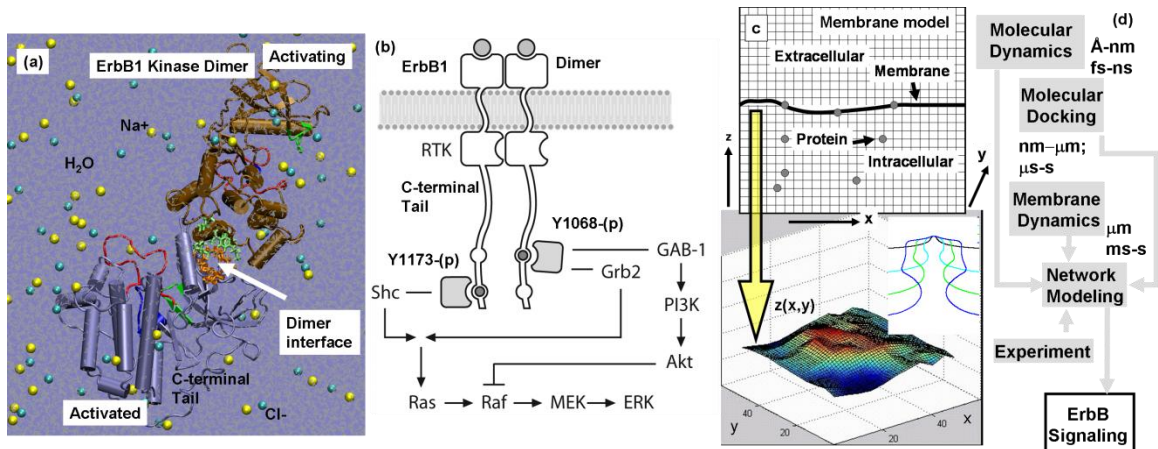 (a)
Activating
ErbB1 Kinase Dimer
Na+
H2O
Dimer
interface
C-terminal
Tail
Activated
Cl-
(b)
ErbB1
Dimer
RTK
C-terminal
Tail
Y1068-(p)
Y1173-(p)
GAB-1
Grb2
Shc
PI3K
Akt
Ras
Raf
MEK
ERK
c
Membrane model
Extracellular
Membrane
z
Protein
Intracellular
y
x
z(x,y)
40
20
y
20
40
x
(d)
Molecular
Dynamics
Å-nm
fs-ns
Molecular
Docking
nm–μm;
μs-s
Membrane
Dynamics
μm
ms-s
Network
Modeling
Experiment
ErbB
Signaling